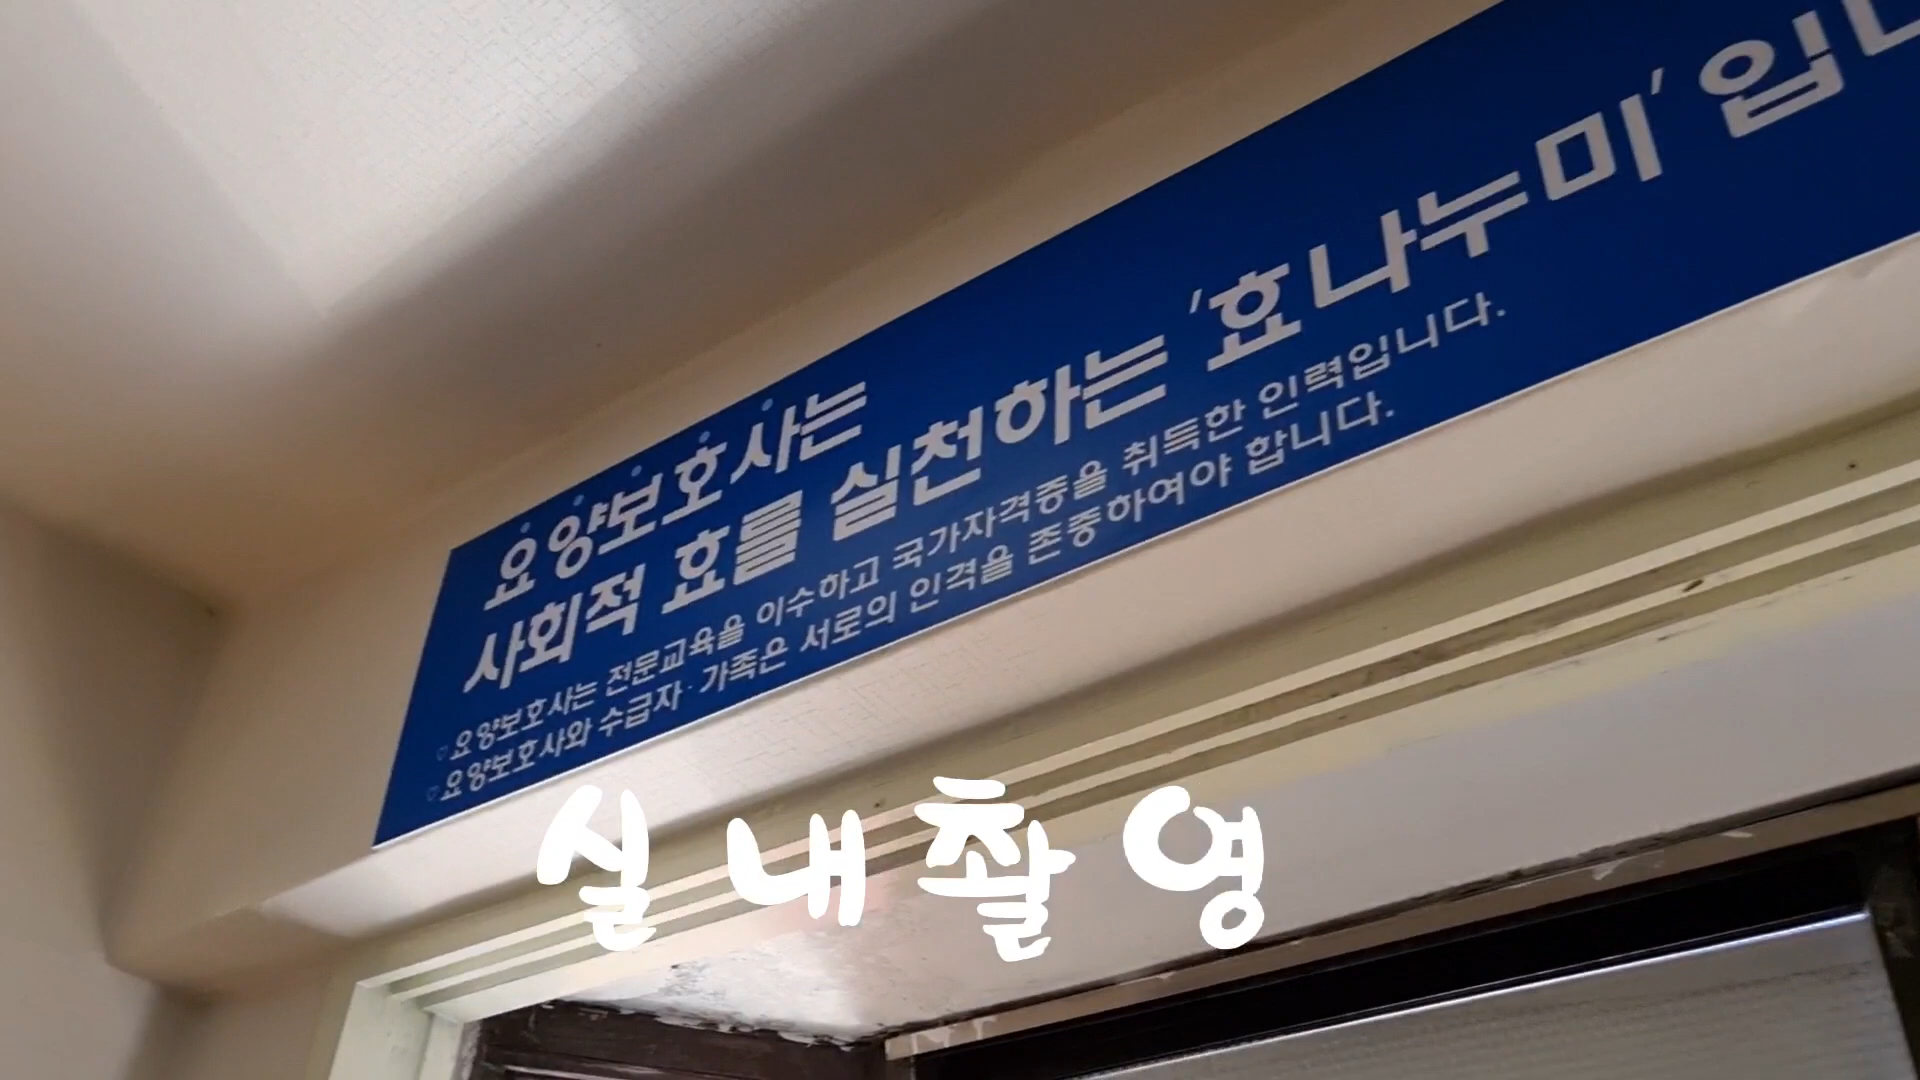 요양보호사는
사회적 효를 실천하는 '효나누미'입니
♡요양보호사는 전문교육을 이수하고 국가자격증을 취득한 인력입니다.
♡요양보호사와 수급자·가족은 서로의 인격을 존중하여야 합니다.
실내촬영